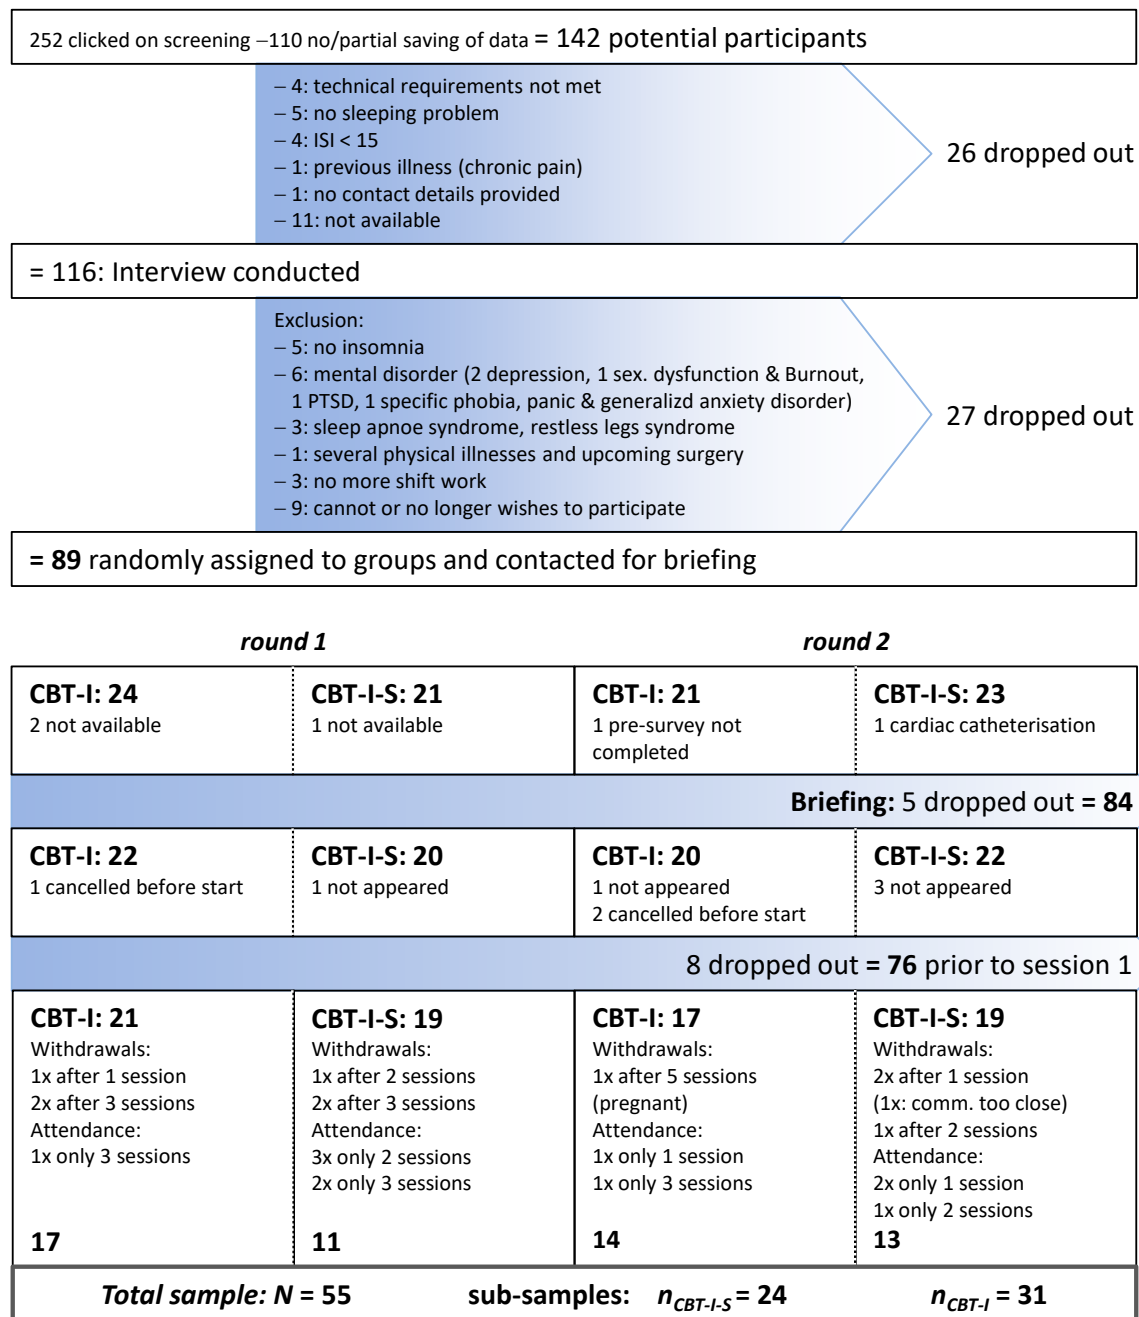 252 clicked on screening –110 no/partial saving of data = 142 potential participants
– 4: technical requirements not met
– 5: no sleeping problem
– 4: ISI < 15
– 1: previous illness (chronic pain)
– 1: no contact details provided
– 11: not available
26 dropped out
= 116: Interview conducted
Exclusion:
– 5: no insomnia
– 6: mental disorder (2 depression, 1 sex. dysfunction & Burnout,
1 PTSD, 1 specific phobia, panic & generalizd anxiety disorder)
– 3: sleep apnoe syndrome, restless legs syndrome
– 1: several physical illnesses and upcoming surgery
– 3: no more shift work
– 9: cannot or no longer wishes to participate
27 dropped out
= 89 randomly assigned to groups and contacted for briefing
round 1
round 2
CBT-I: 24
2 not available
CBT-I-S: 21
1 not available
CBT-I: 21
1 pre-survey not
completed
CBT-I-S: 23
1 cardiac catheterisation
Briefing: 5 dropped out = 84
CBT-I: 22
1 cancelled before start
CBT-I-S: 20
1 not appeared
CBT-I: 20
1 not appeared
2 cancelled before start
CBT-I-S: 22
3 not appeared
8 dropped out = 76 prior to session 1
CBT-I: 21
Withdrawals:
1x after 1 session
2x after 3 sessions
Attendance:
1x only 3 sessions
17
CBT-I-S: 19
Withdrawals:
1x after 2 sessions
2x after 3 sessions
Attendance:
3x only 2 sessions
2x only 3 sessions
11
CBT-I: 17
Withdrawals:
1x after 5 sessions
(pregnant)
Attendance:
1x only 1 session
1x only 3 sessions
14
CBT-I-S: 19
Withdrawals:
2x after 1 session
(1x: comm. too close)
1x after 2 sessions
Attendance:
2x only 1 session
1x only 2 sessions
13
Total sample: N = 55 sub-samples: n CBT-I-S = 24 n CBT-I = 31